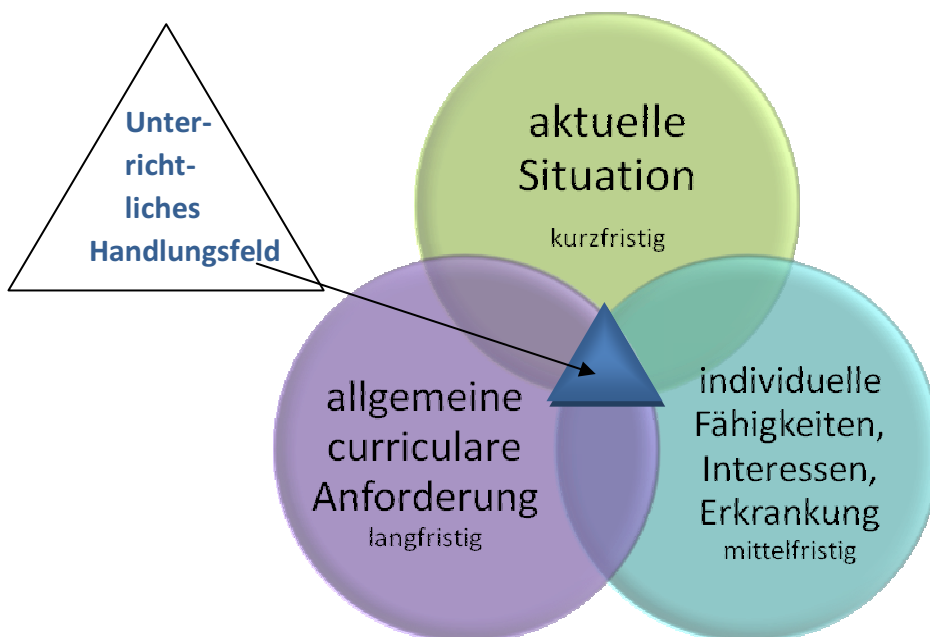 Unter-
richt-
liches
Handlungsfeld
aktuelle
Situation
kurzfristig
allgemeine
curriculare
Anforderung
langfristig
individuelle
Fähigkeiten,
Interessen,
Erkrankung
mittelfristig